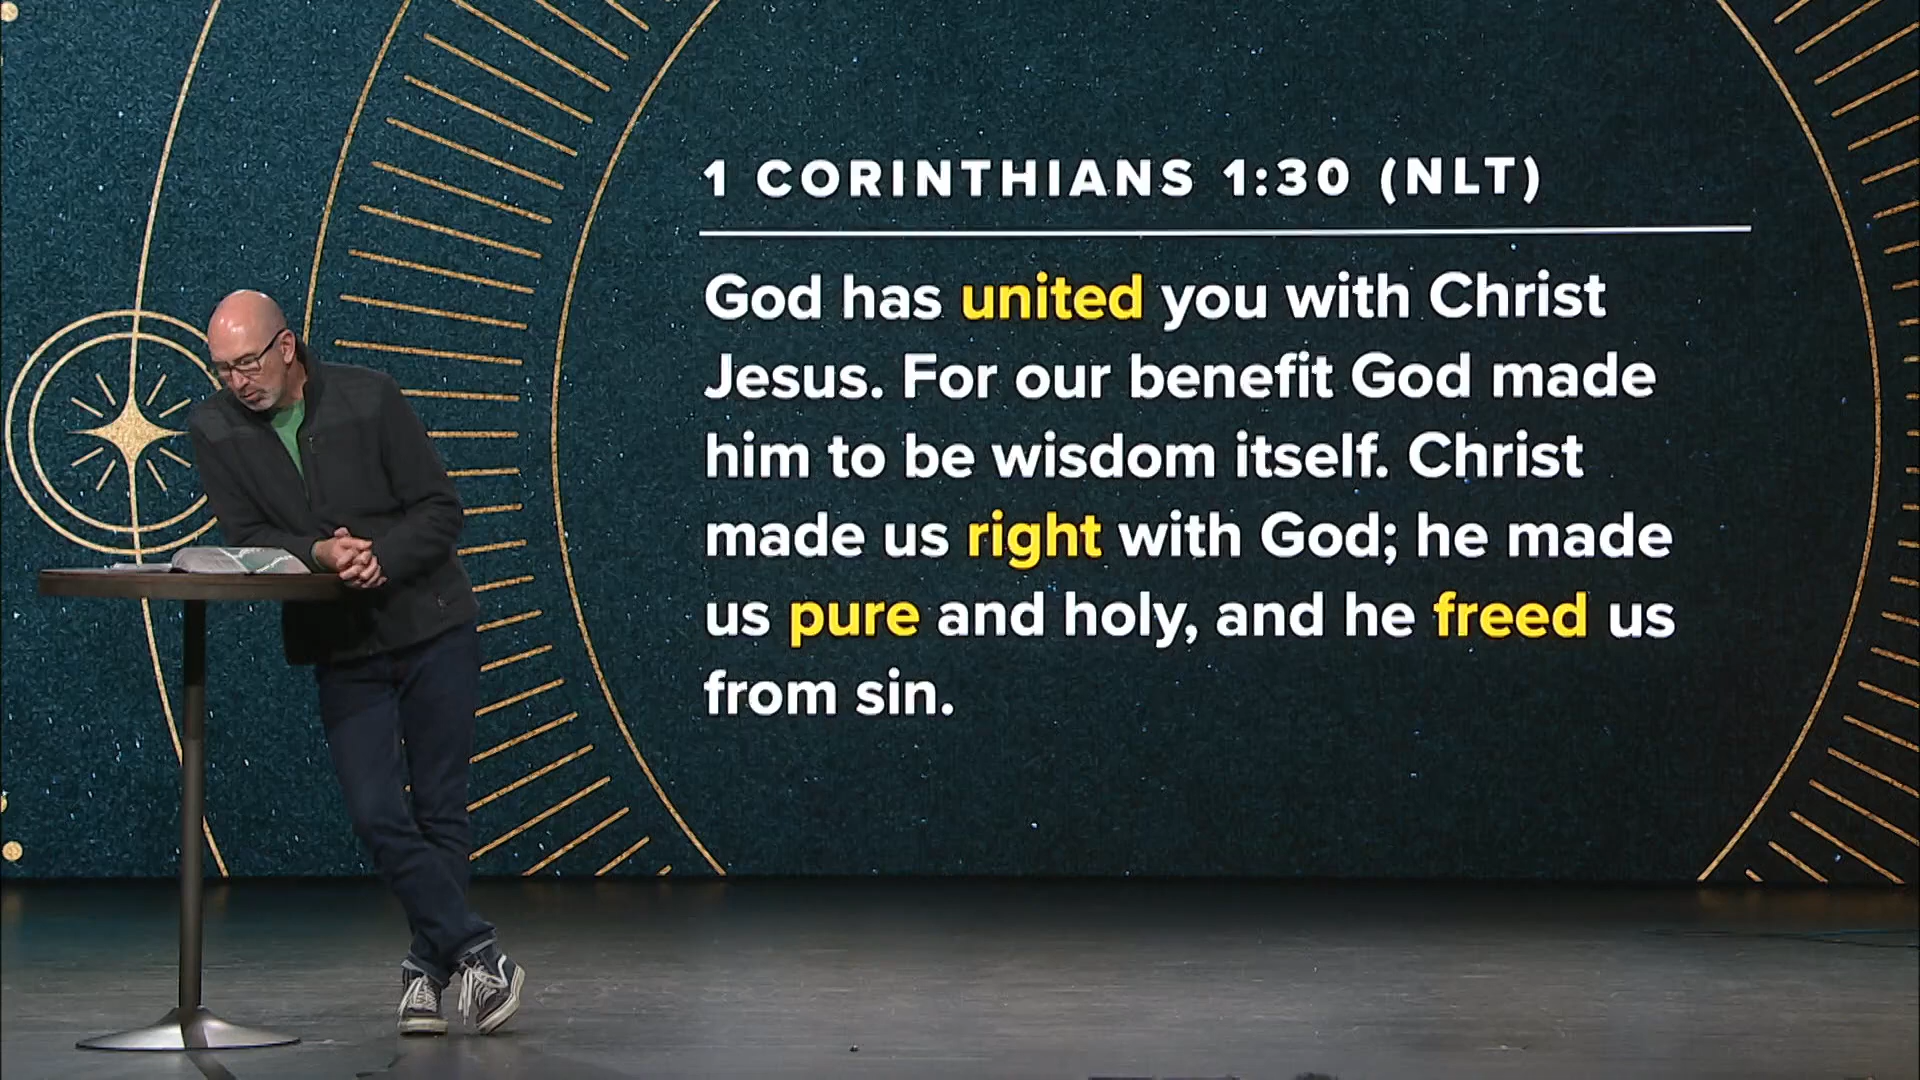 1 CORINTHIANS 1:30 (NLT)
God has united you with Christ
Jesus. For our benefit God made
him to be wisdom itself. Christ
made us right with God; he made
us pure and holy, and he freed us
from sin.